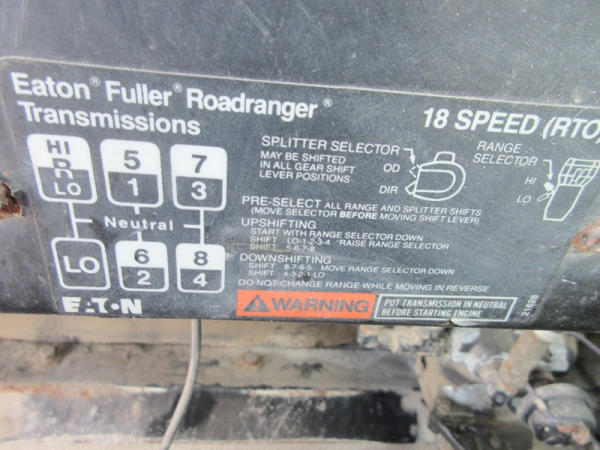 Eaton® Fuller® Roadranger®
Transmissions
18 SPEED (RTO)
HI
R
LO
5
1
7
3
Neutral
LO
6
2
8
4
EATON
SPLITTER SELECTOR
MAY BE SHIFTED
IN ALL GEAR SHIFT
LEVER POSITIONS
OD
DIR
RANGE
SELECTOR
HI
LO
PRE-SELECT ALL RANGE AND SPLITTER SHIFTS
(MOVE SELECTOR BEFORE MOVING SHIFT LEVER)
UPSHIFTING
START WITH RANGE SELECTOR DOWN
SHIFT LO-1-2-3-4 RAISE RANGE SELECTOR
SHIFT 5-6-7-8
DOWNSHIFTING
SHIFT 8-7-6-5 MOVE RANGE SELECTOR DOWN
SHIFT 4-3-2-1-LO
DO NOT CHANGE RANGE WHILE MOVING IN REVERSE
WARNING
PUT TRANSMISSION IN NEUTRAL
BEFORE STARTING ENGINE